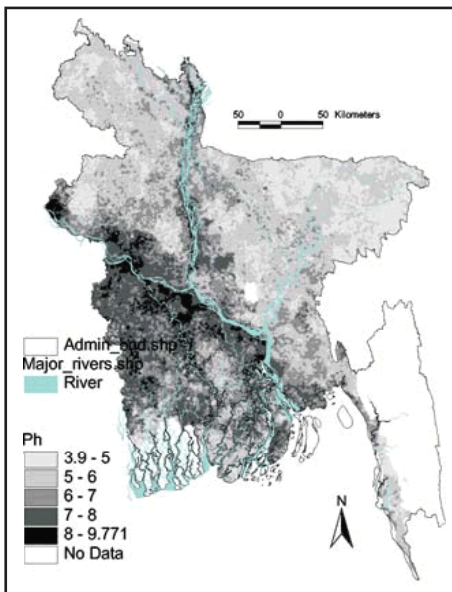 50 0 50 Kilometers
Admin_bnd.shp
Major_rivers.shp
River
Ph
3.9 - 5
5 - 6
6 - 7
7 - 8
8 - 9.771
No Data
N